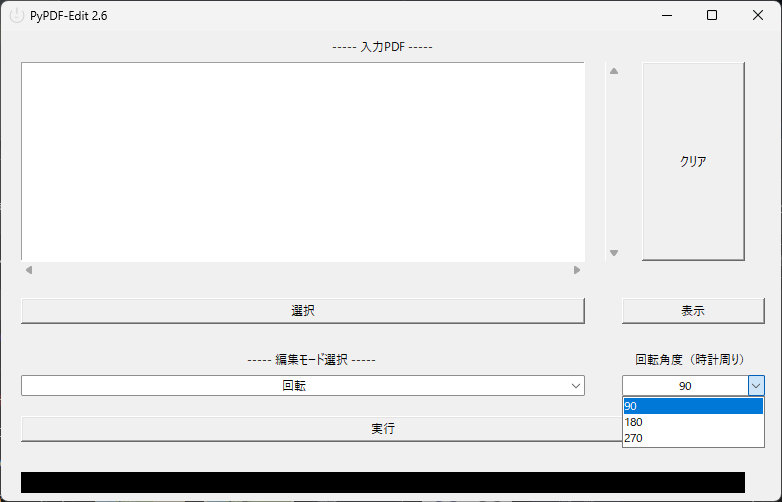 PyPDF-Edit 2.6
----- 入力PDF -----
クリア
選択
表示
----- 編集モード選択 -----
回転角度（時計周り）
回転
90
90
180
270
実行